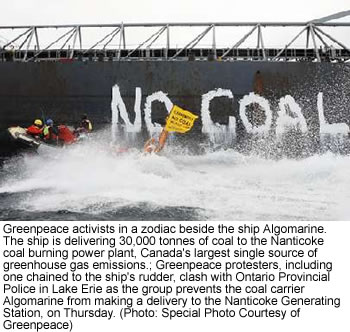 NO COAL
NO COAL
Greenpeace activists in a zodiac beside the ship Algomarine.
The ship is delivering 30,000 tonnes of coal to the Nanticoke
coal burning power plant, Canada's largest single source of
greenhouse gas emissions.; Greenpeace protesters, including
one chained to the ship's rudder, clash with Ontario Provincial
Police in Lake Erie as the group prevents the coal carrier
Algomarine from making a delivery to the Nanticoke Generating
Station, on Thursday. (Photo: Special Photo Courtesy of
Greenpeace)